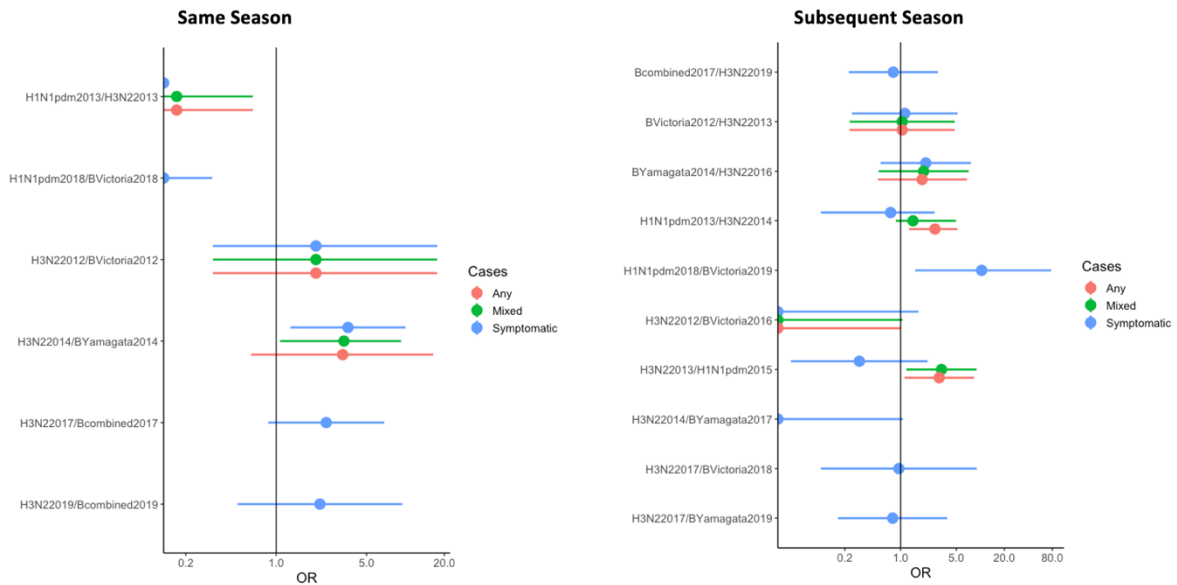 Same Season
H1N1pdm2013/H3N22013
H1N1pdm2018/BVictoria2018
H3N22012/BVictoria2012
H3N22014/BYamagata2014
H3N22017/Bcombined2017
H3N22019/Bcombined2019
0.2 1.0 5.0 20.0
OR
Cases
Any
Mixed
Symptomatic
Subsequent Season
Bcombined2017/H3N22019
BVictoria2012/H3N22013
BYamagata2014/H3N22016
H1N1pdm2013/H3N22014
H1N1pdm2018/BVictoria2019
H3N22012/BVictoria2016
H3N22013/H1N1pdm2015
H3N22014/BYamagata2017
H3N22017/BVictoria2018
H3N22017/BYamagata2019
0.2 1.0 5.0 20.0 80.0
OR
Cases
Any
Mixed
Symptomatic